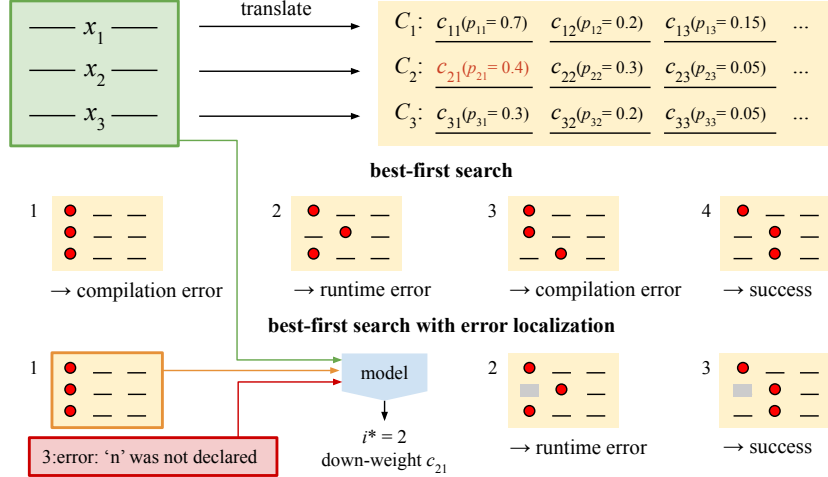 translate
x₁ C₁: c₁₁(p₁₁= 0.7) c₁₂(p₁₂= 0.2) c₁₃(p₁₃= 0.15) ...
x₂ C₂: c₂₁(p₂₁= 0.4) c₂₂(p₂₂= 0.3) c₂₃(p₂₃= 0.05) ...
x₃ C₃: c₃₁(p₃₁= 0.3) c₃₂(p₃₂= 0.2) c₃₃(p₃₃= 0.05) ...
best-first search
1 2 3 4
→ compilation error → runtime error → compilation error → success
best-first search with error localization
1 model 2 3
i* = 2
→ runtime error → success
3:error: ‘n’ was not declared
down-weight c₂₁